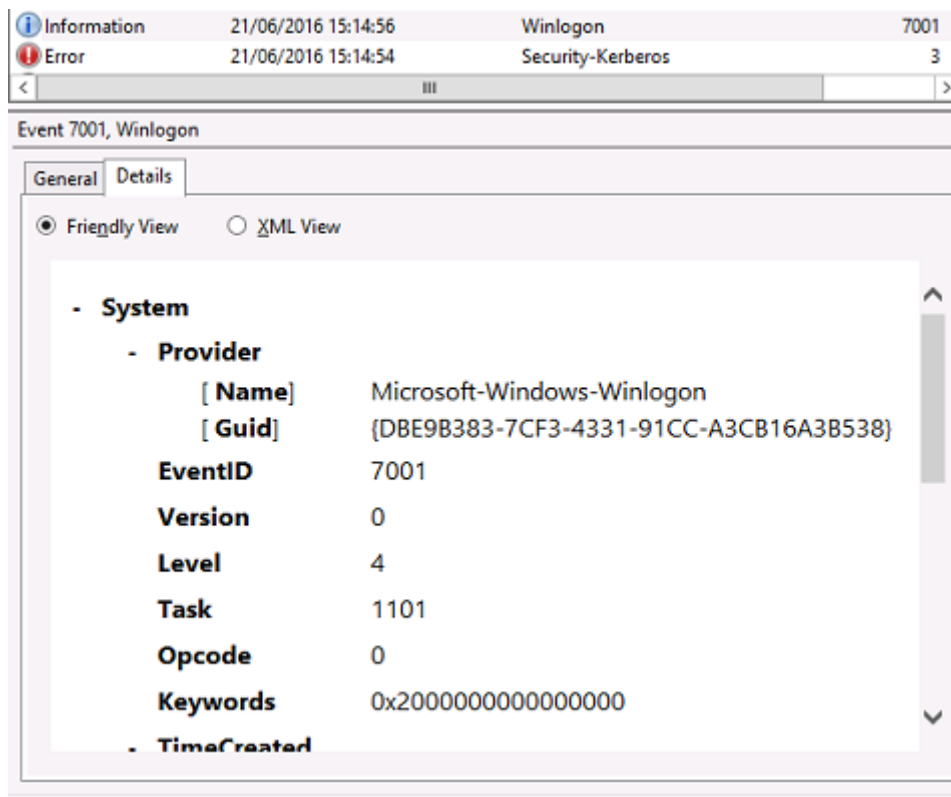 Information 21/06/2016 15:14:56 Winlogon 7001
Error 21/06/2016 15:14:54 Security-Kerberos 3
Event 7001, Winlogon
General Details
Friendly View XML View
- System
- Provider
[ Name] Microsoft-Windows-Winlogon
[ Guid] {DBE9B383-7CF3-4331-91CC-A3CB16A3B538}
EventID 7001
Version 0
Level 4
Task 1101
Opcode 0
Keywords 0x2000000000000000
- TimeCreated